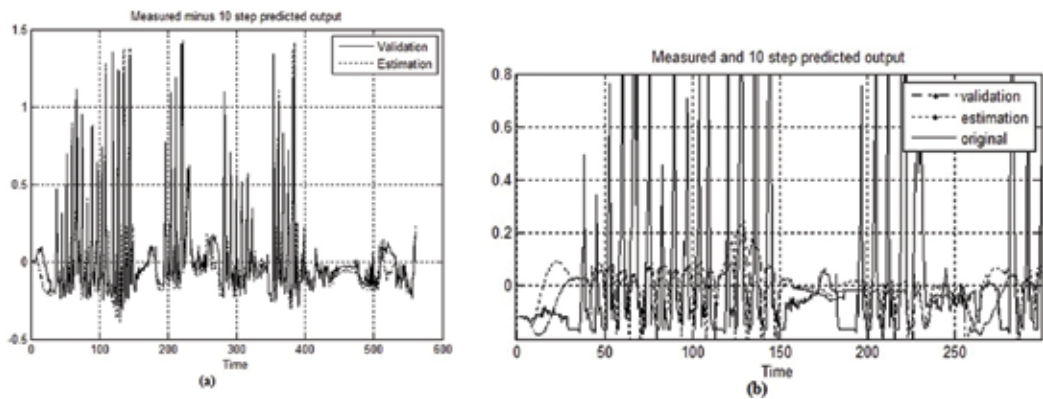 Measured minus 10 step predicted output
1.5
1
0.5
0
-0.5
Validation
Estimation
0 100 200 300 400 500 600
Time
(a)
Measured and 10 step predicted output
0.8
0.6
0.4
0.2
0
validation
estimation
original
0 50 100 150 200 250
Time
(b)